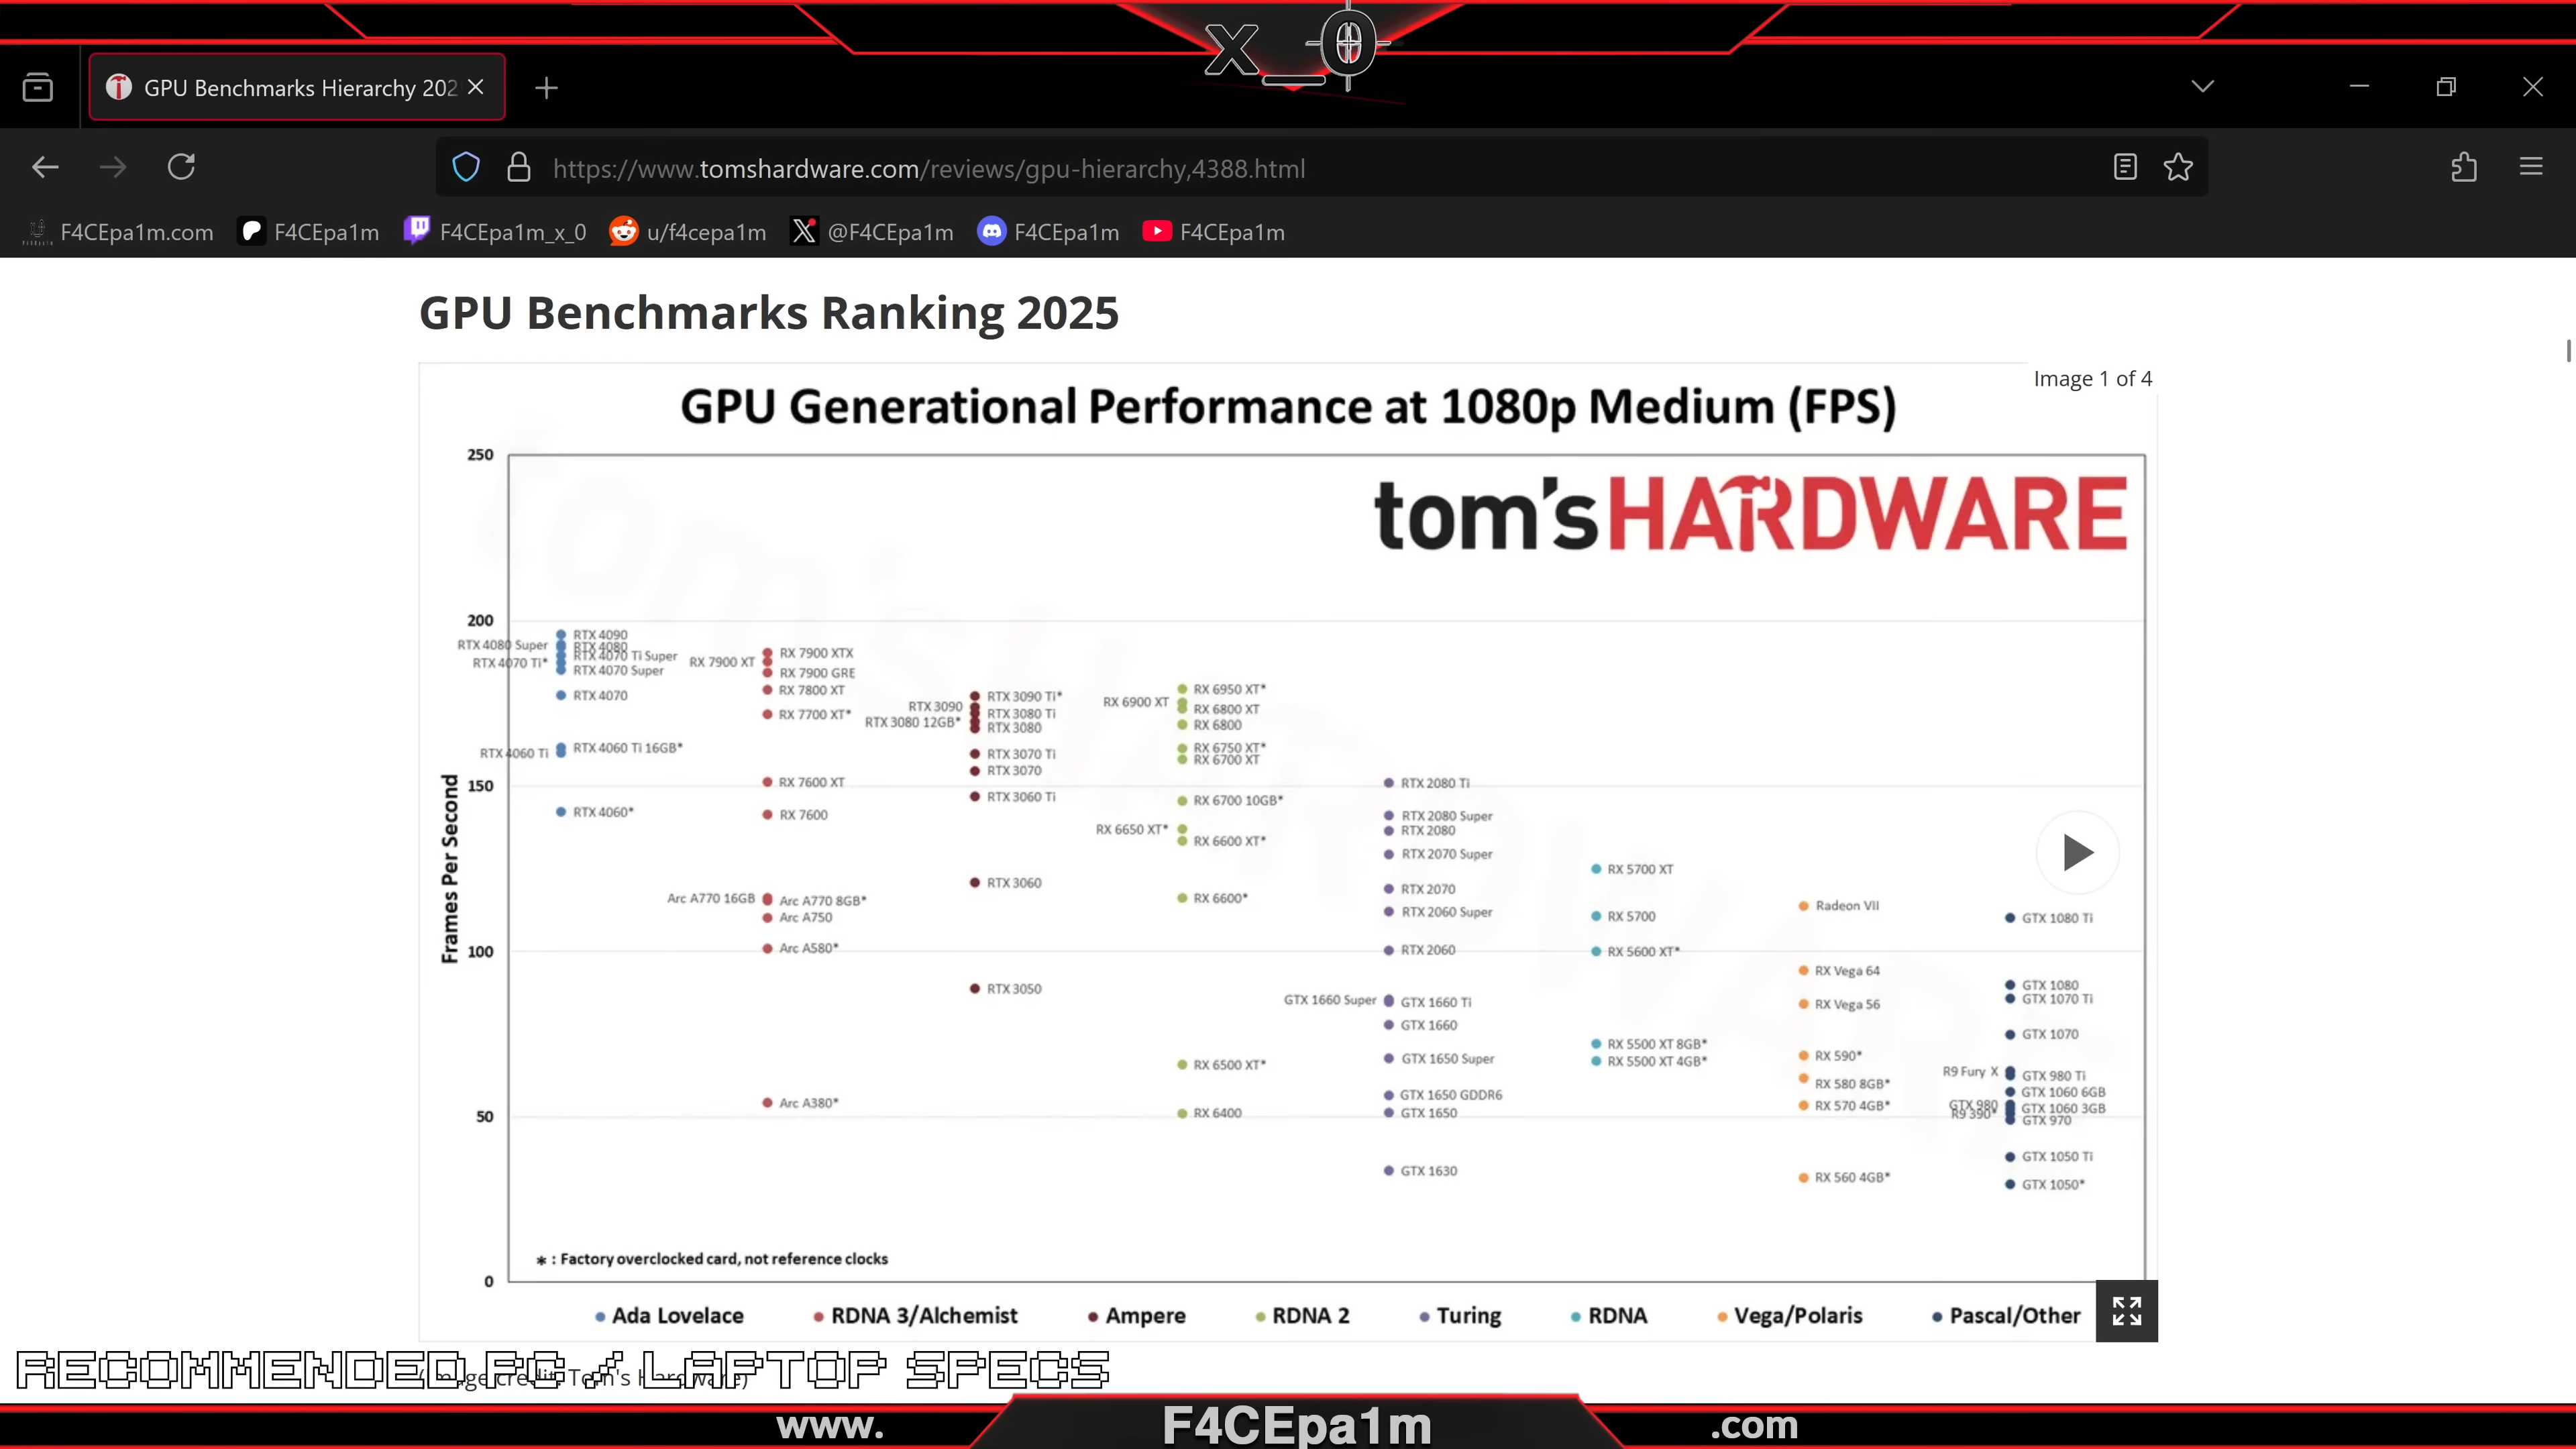 x_0
GPU Benchmarks Hierarchy 202
https://www.tomshardware.com/reviews/gpu-hierarchy,4388.html
F4CEpa1m.com F4CEpa1m F4CEpa1m_x_0 u/f4cepa1m @F4CEpa1m F4CEpa1m F4CEpa1m
GPU Benchmarks Ranking 2025
Image 1 of 4
GPU Generational Performance at 1080p Medium (FPS)
tom'sHARDWARE
Frames Per Second
250
200
150
100
50
0
RTX 4090
RTX 4080 Super
RTX 4080
RTX 4070 Ti Super
RTX 4070 Ti*
RTX 4070 Super
RTX 4070
RTX 4060 Ti 16GB*
RTX 4060 Ti
RTX 4060*
RX 7900 XTX
RX 7900 XT
RX 7900 GRE
RX 7800 XT
RX 7700 XT*
RX 7600 XT
RX 7600
Arc A770 16GB
Arc A770 8GB*
Arc A750
Arc A580*
Arc A380*
RTX 3090 Ti*
RTX 3090
RTX 3080 Ti
RTX 3080 12GB*
RTX 3080
RTX 3070 Ti
RTX 3070
RTX 3060 Ti
RTX 3060
RTX 3050
RX 6950 XT*
RX 6900 XT
RX 6800 XT
RX 6800
RX 6750 XT*
RX 6700 XT
RX 6700 10GB*
RX 6650 XT*
RX 6600 XT*
RX 6600*
RX 6500 XT*
RX 6400
RTX 2080 Ti
RTX 2080 Super
RTX 2080
RTX 2070 Super
RTX 2070
RTX 2060 Super
RTX 2060
GTX 1660 Super
GTX 1660 Ti
GTX 1660
GTX 1650 Super
GTX 1650 GDDR6
GTX 1650
GTX 1630
RX 5700 XT
RX 5700
RX 5600 XT*
RX 5500 XT 8GB*
RX 5500 XT 4GB*
Radeon VII
RX Vega 64
RX Vega 56
RX 590*
RX 580 8GB*
RX 570 4GB*
RX 560 4GB*
GTX 1080 Ti
GTX 1080
GTX 1070 Ti
GTX 1070
R9 Fury X
GTX 980 Ti
GTX 1060 6GB
GTX 980
GTX 1060 3GB
R9 390*
GTX 970
GTX 1050 Ti
GTX 1050*
* : Factory overclocked card, not reference clocks
Ada Lovelace RDNA 3/Alchemist Ampere RDNA 2 Turing RDNA Vega/Polaris Pascal/Other
RECOMMENDED PC / LAPTOP SPECS
(Image credit: Tom's Hardware)
www. F4CEpa1m .com